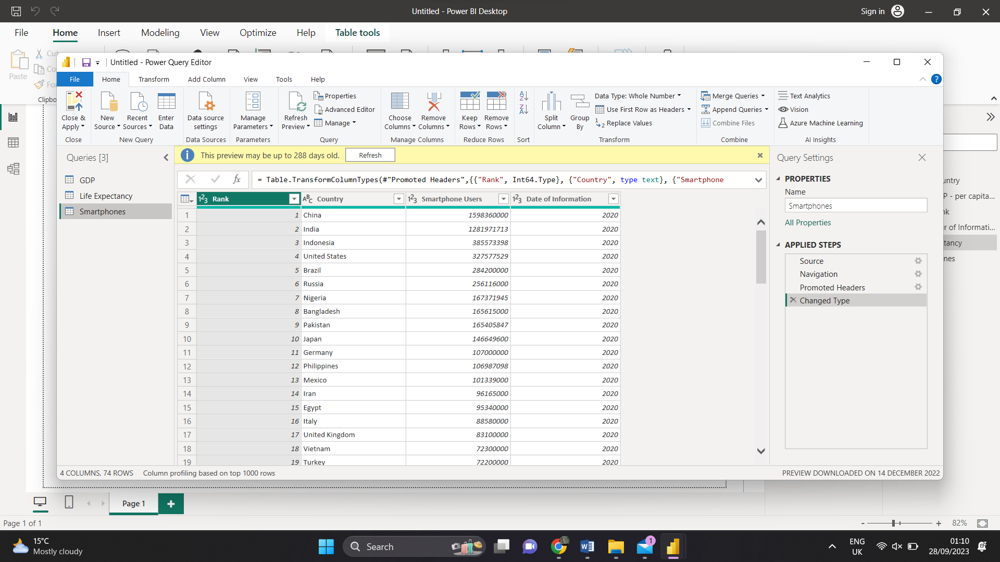 Untitled - Power BI Desktop
Sign in
File Home Insert Modeling View Optimize Help Table tools
Paste
Clipbo
Untitled - Power Query Editor
File Home Transform Add Column View Tools Help
Close & Apply
Close
New Source
Recent Sources
Enter Data
New Query
Data source settings
Data Sources
Manage Parameters
Parameters
Refresh Preview
Properties
Advanced Editor
Manage
Query
Choose Columns
Remove Columns
Manage Columns
Keep Rows
Remove Rows
Reduce Rows
Sort
Split Column
Group By
Data Type: Whole Number
Use First Row as Headers
Replace Values
Transform
Merge Queries
Append Queries
Combine Files
Combine
Text Analytics
Vision
Azure Machine Learning
AI Insights
Queries [3]
GDP
Life Expectancy
Smartphones
This preview may be up to 288 days old. Refresh
fx = Table.TransformColumnTypes(#"Promoted Headers",{{"Rank", Int64.Type}, {"Country", type text}, {"Smartphone
Rank Country Smartphone Users Date of Information
1 1 China 1598360000 2020
2 2 India 1281971713 2020
3 3 Indonesia 385573398 2020
4 4 United States 327577529 2020
5 5 Brazil 284200000 2020
6 6 Russia 256116000 2020
7 7 Nigeria 167371945 2020
8 8 Bangladesh 165615000 2020
9 9 Pakistan 165405847 2020
10 10 Japan 146649600 2020
11 11 Germany 107000000 2020
12 12 Philippines 106987098 2020
13 13 Mexico 101339000 2020
14 14 Iran 96165000 2020
15 15 Egypt 95340000 2020
16 16 Italy 88580000 2020
17 17 United Kingdom 83100000 2020
18 18 Vietnam 72300000 2020
19 19 Turkey 72200000 2020
Query Settings
PROPERTIES
Name
Smartphones
All Properties
APPLIED STEPS
Source
Navigation
Promoted Headers
Changed Type
untry
P - per capita...
nk
r of Informati...
tancy
nes
4 COLUMNS, 74 ROWS Column profiling based on top 1000 rows
PREVIEW DOWNLOADED ON 14 DECEMBER 2022
Page 1
Page 1 of 1
- + 82%
15°C
Mostly cloudy
Search
1
ENG
UK
01:10
28/09/2023